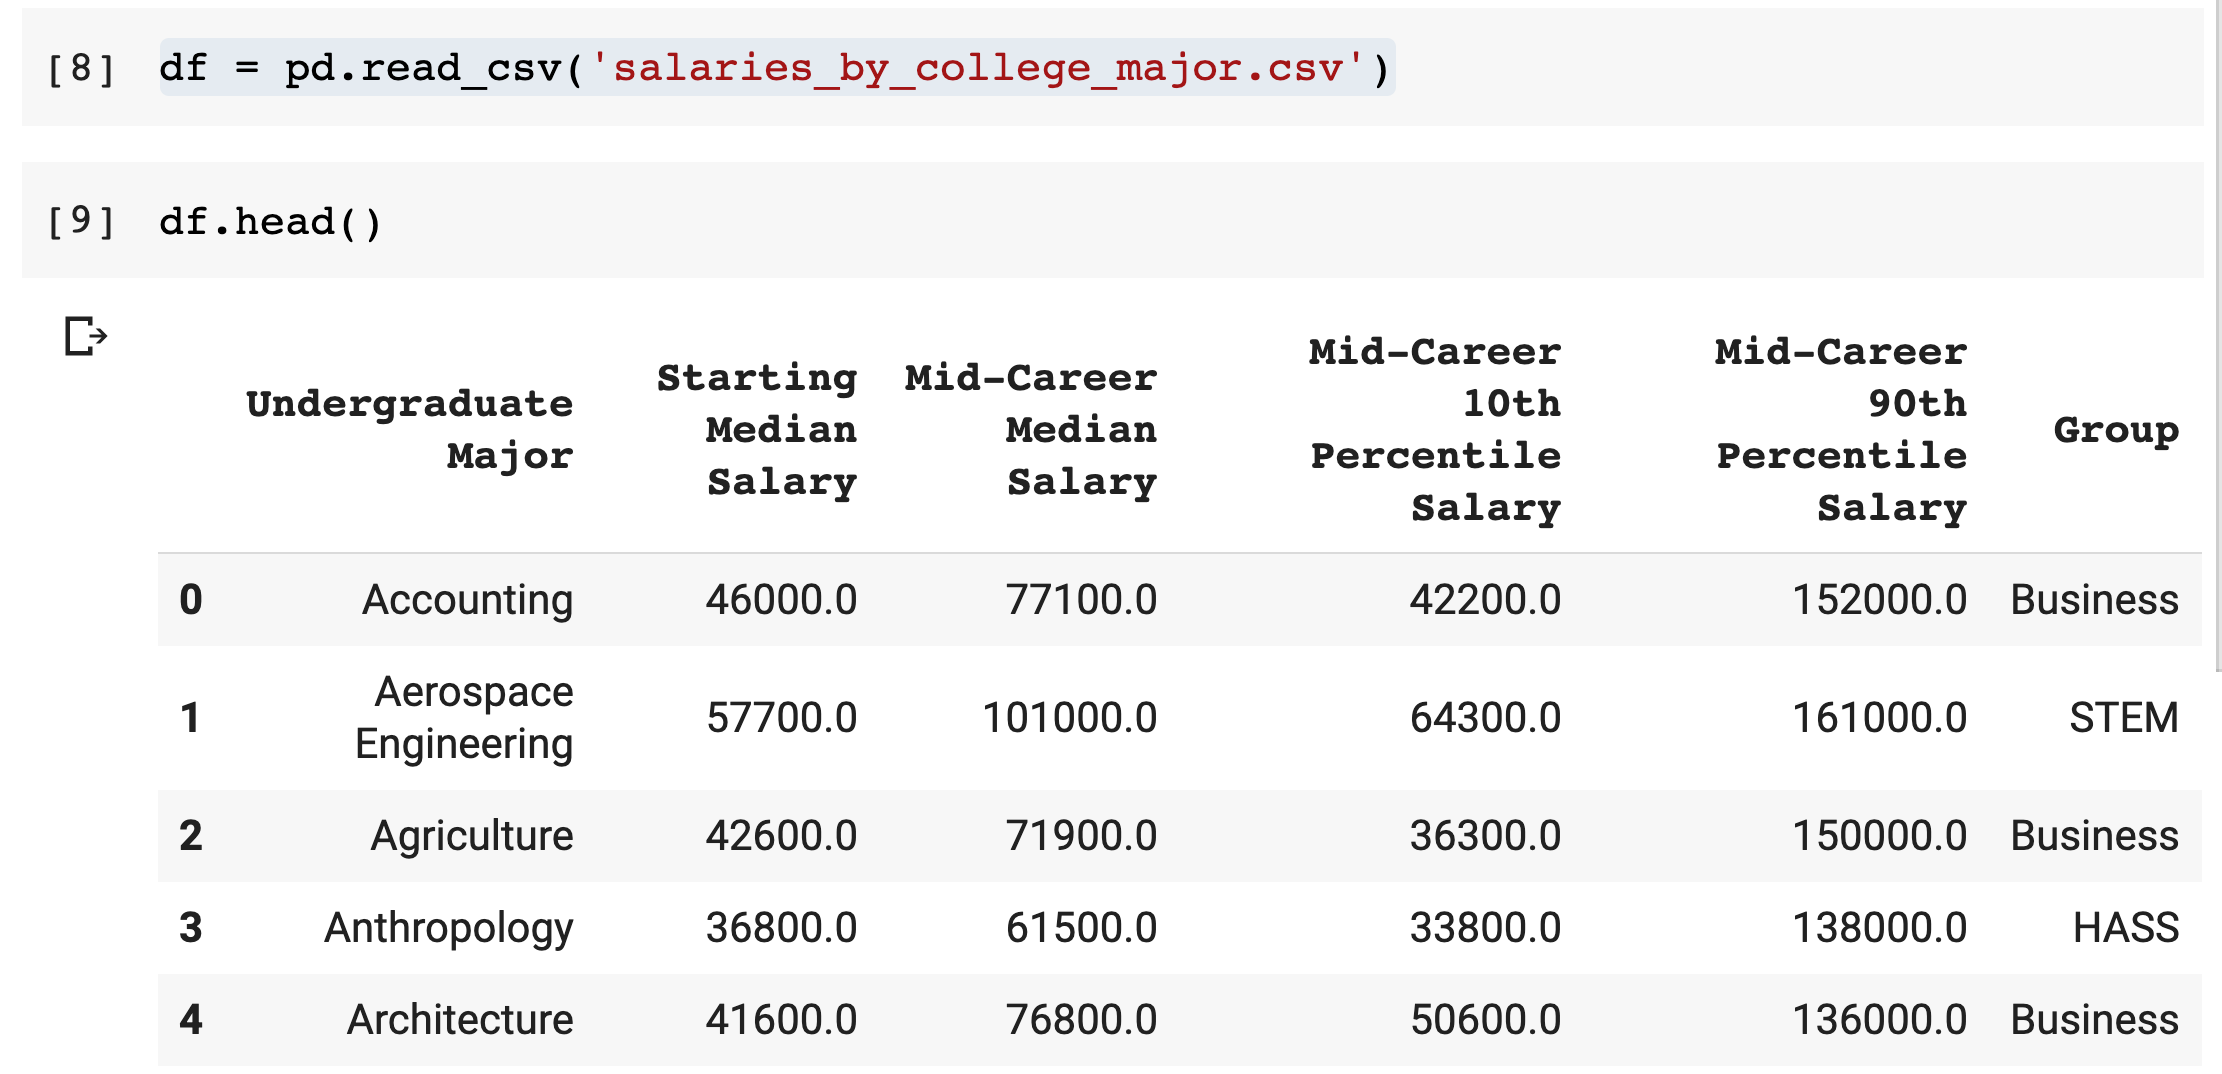 [8] df = pd.read_csv('salaries_by_college_major.csv')
[9] df.head()
Undergraduate Major Starting Median Salary Mid-Career Median Salary Mid-Career 10th Percentile Salary Mid-Career 90th Percentile Salary Group
0 Accounting 46000.0 77100.0 42200.0 152000.0 Business
1 Aerospace Engineering 57700.0 101000.0 64300.0 161000.0 STEM
2 Agriculture 42600.0 71900.0 36300.0 150000.0 Business
3 Anthropology 36800.0 61500.0 33800.0 138000.0 HASS
4 Architecture 41600.0 76800.0 50600.0 136000.0 Business